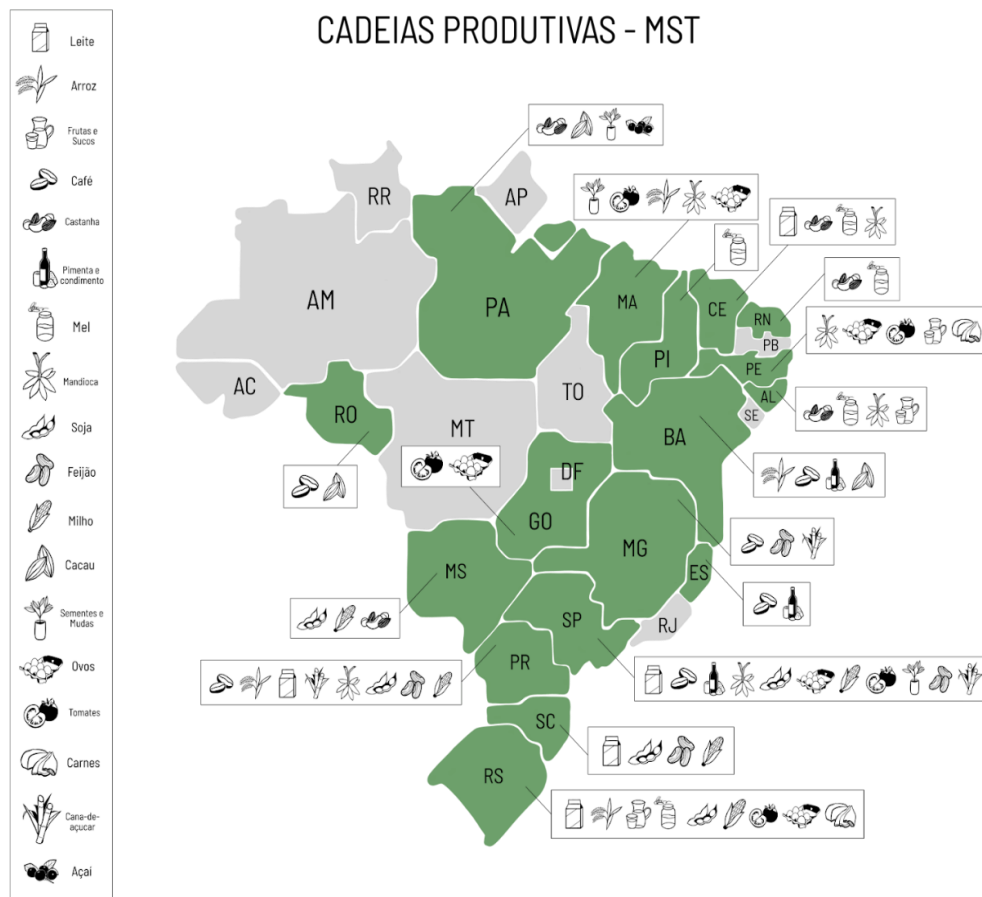 CADEIAS PRODUTIVAS - MST
Leite
Arroz
Frutas e
Sucos
Café
Castanha
Pimenta e
condimento
Mel
Mandioca
Soja
Feijão
Milho
Cacau
Sementes e
Mudas
Ovos
Tomates
Carnes
Cana-de-
açucar
Açaí
RR
AP
AM
PA
MA
CE
RN
PB
PI
PE
AC
TO
AL
RO
SE
MT
BA
DF
GO
MG
MS
ES
SP
RJ
PR
SC
RS